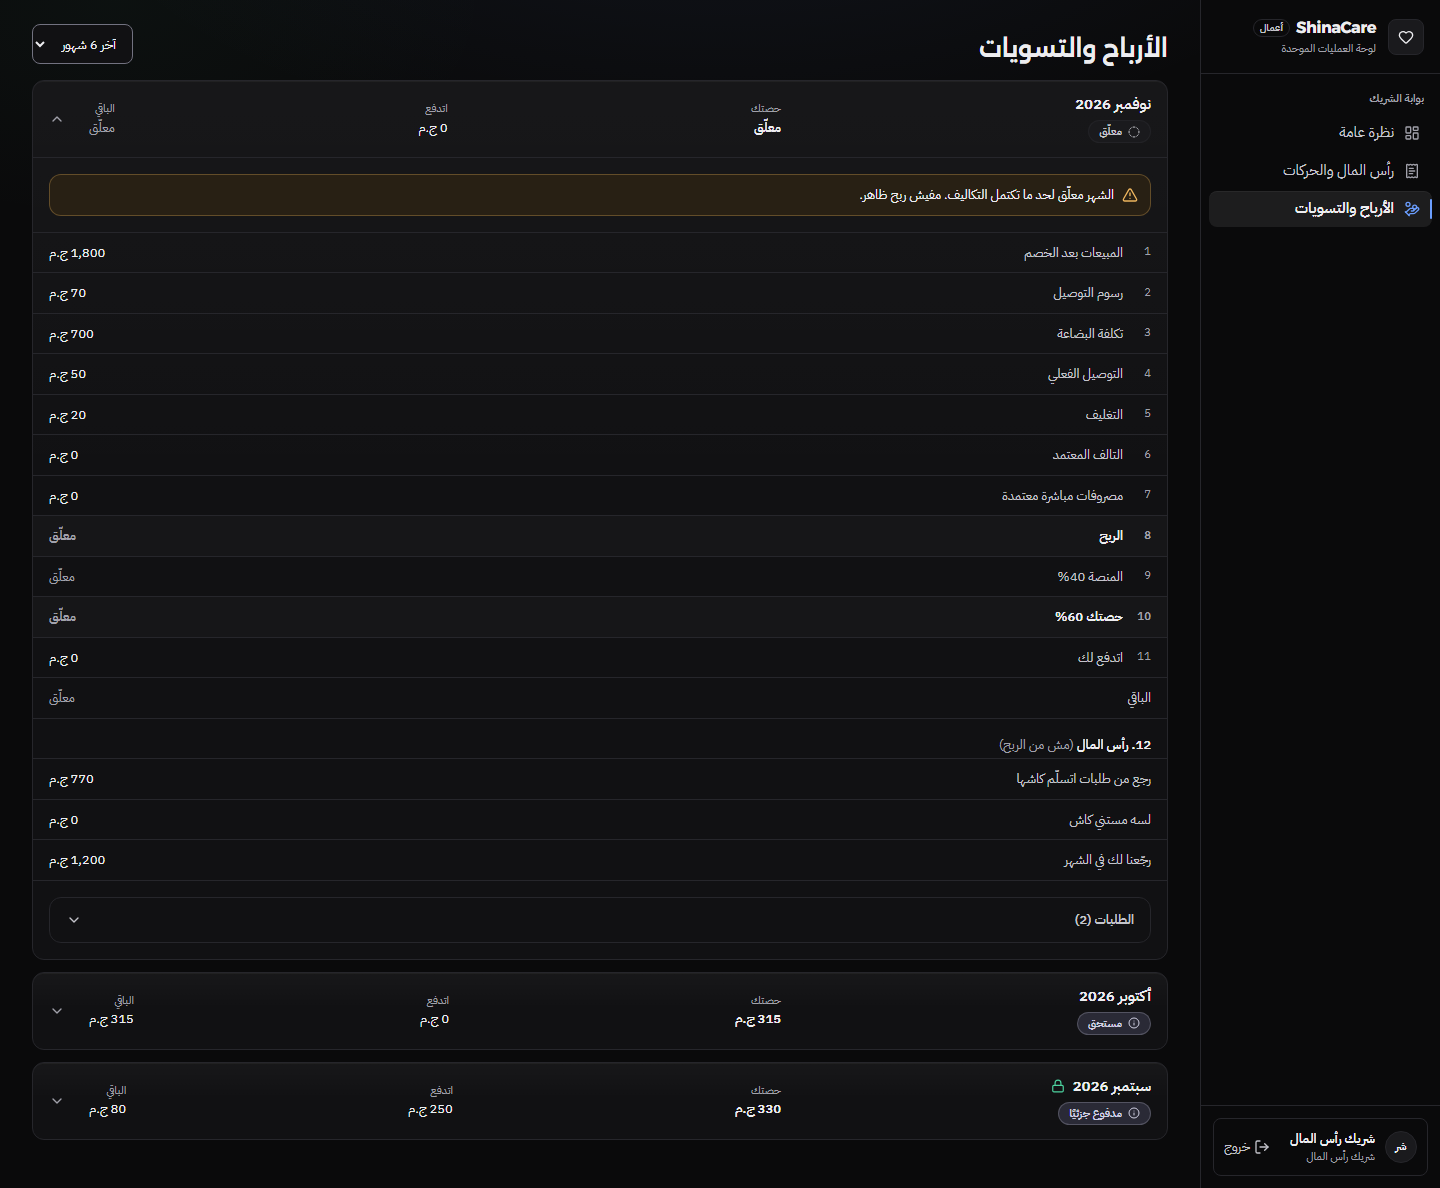 ShinaCare أعمال
لوحة العمليات الموحدة
بوابة الشريك
نظرة عامة
رأس المال والحركات
الأرباح والتسويات
شر
شريك رأس المال
شريك رأس المال
خروج
الأرباح والتسويات
آخر 6 شهور
نوفمبر 2026
معلّق
حصتك
معلّق
اتدفع
0 ج.م
الباقي
معلّق
الشهر معلّق لحد ما تكتمل التكاليف. مفيش ربح ظاهر.
1 المبيعات بعد الخصم 1,800 ج.م
2 رسوم التوصيل 70 ج.م
3 تكلفة البضاعة 700 ج.م
4 التوصيل الفعلي 50 ج.م
5 التغليف 20 ج.م
6 التالف المعتمد 0 ج.م
7 مصروفات مباشرة معتمدة 0 ج.م
8 الربح معلّق
9 المنصة 40% معلّق
10 حصتك 60% معلّق
11 اتدفع لك 0 ج.م
الباقي معلّق
12. رأس المال (مش من الربح)
رجع من طلبات اتسلّم كاشها 770 ج.م
لسه مستني كاش 0 ج.م
رجّعنا لك في الشهر 1,200 ج.م
الطلبات (2)
أكتوبر 2026
مستحق
حصتك
315 ج.م
اتدفع
0 ج.م
الباقي
315 ج.م
سبتمبر 2026
مدفوع جزئيًا
حصتك
330 ج.م
اتدفع
250 ج.م
الباقي
80 ج.م